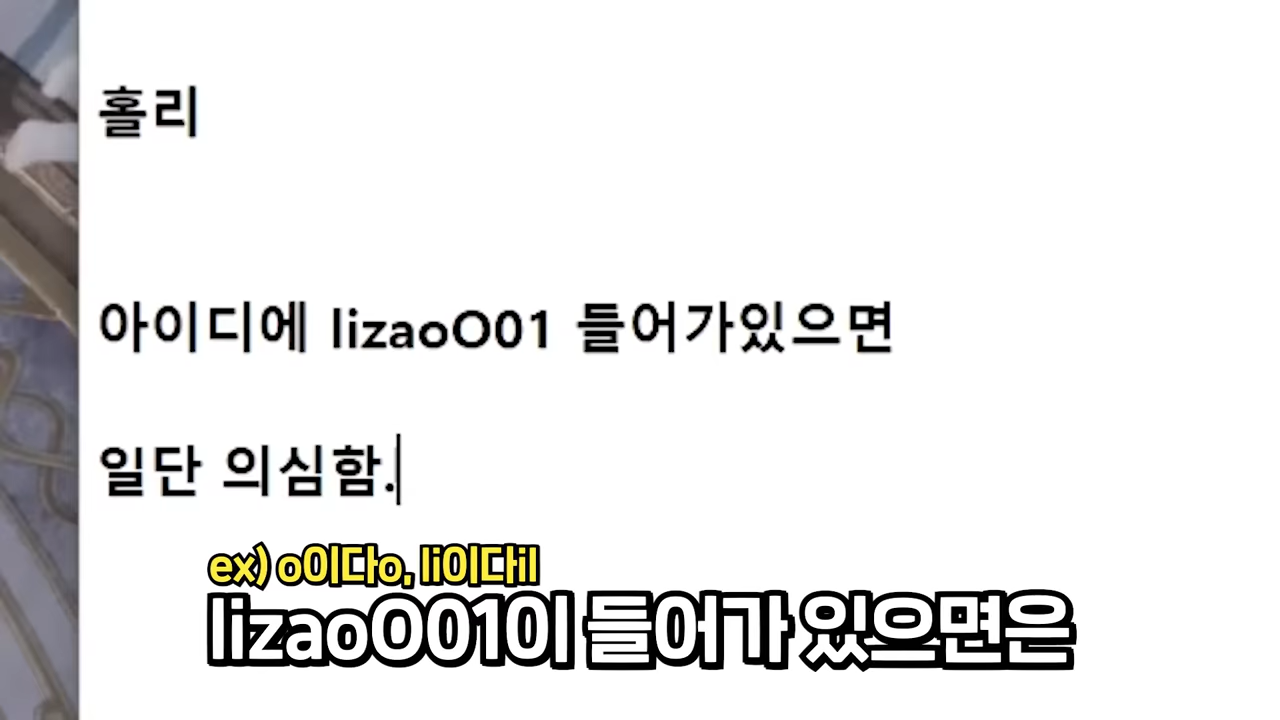 홀리
아이디에 lizaoO01 들어가있으면
일단 의심함.
ex) o이다o, li이다il
lizaoO01이 들어가 있으면은